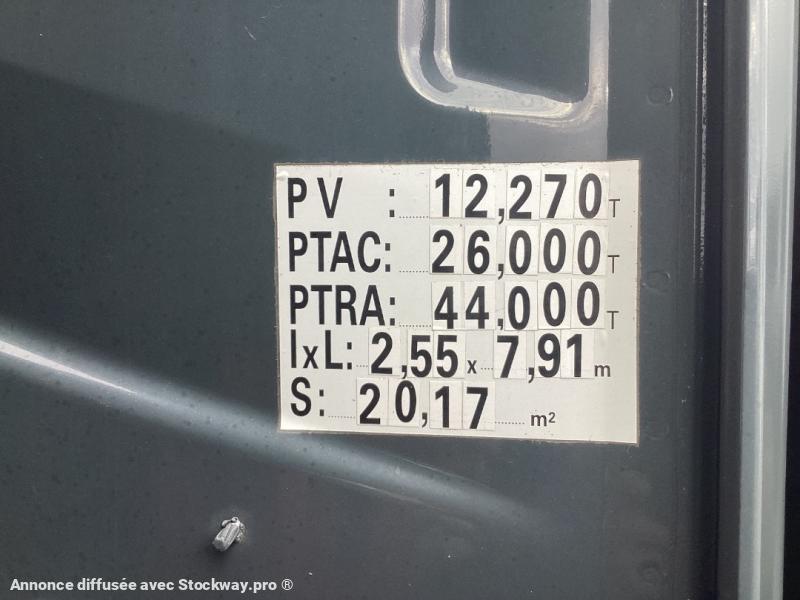 PV :......12,270 T
PTAC:......26,000 T
PTRA:......44,000 T
IxL:..2,55 x...7,91 m
S:......20,17...... m²
Annonce diffusée avec Stockway.pro ®